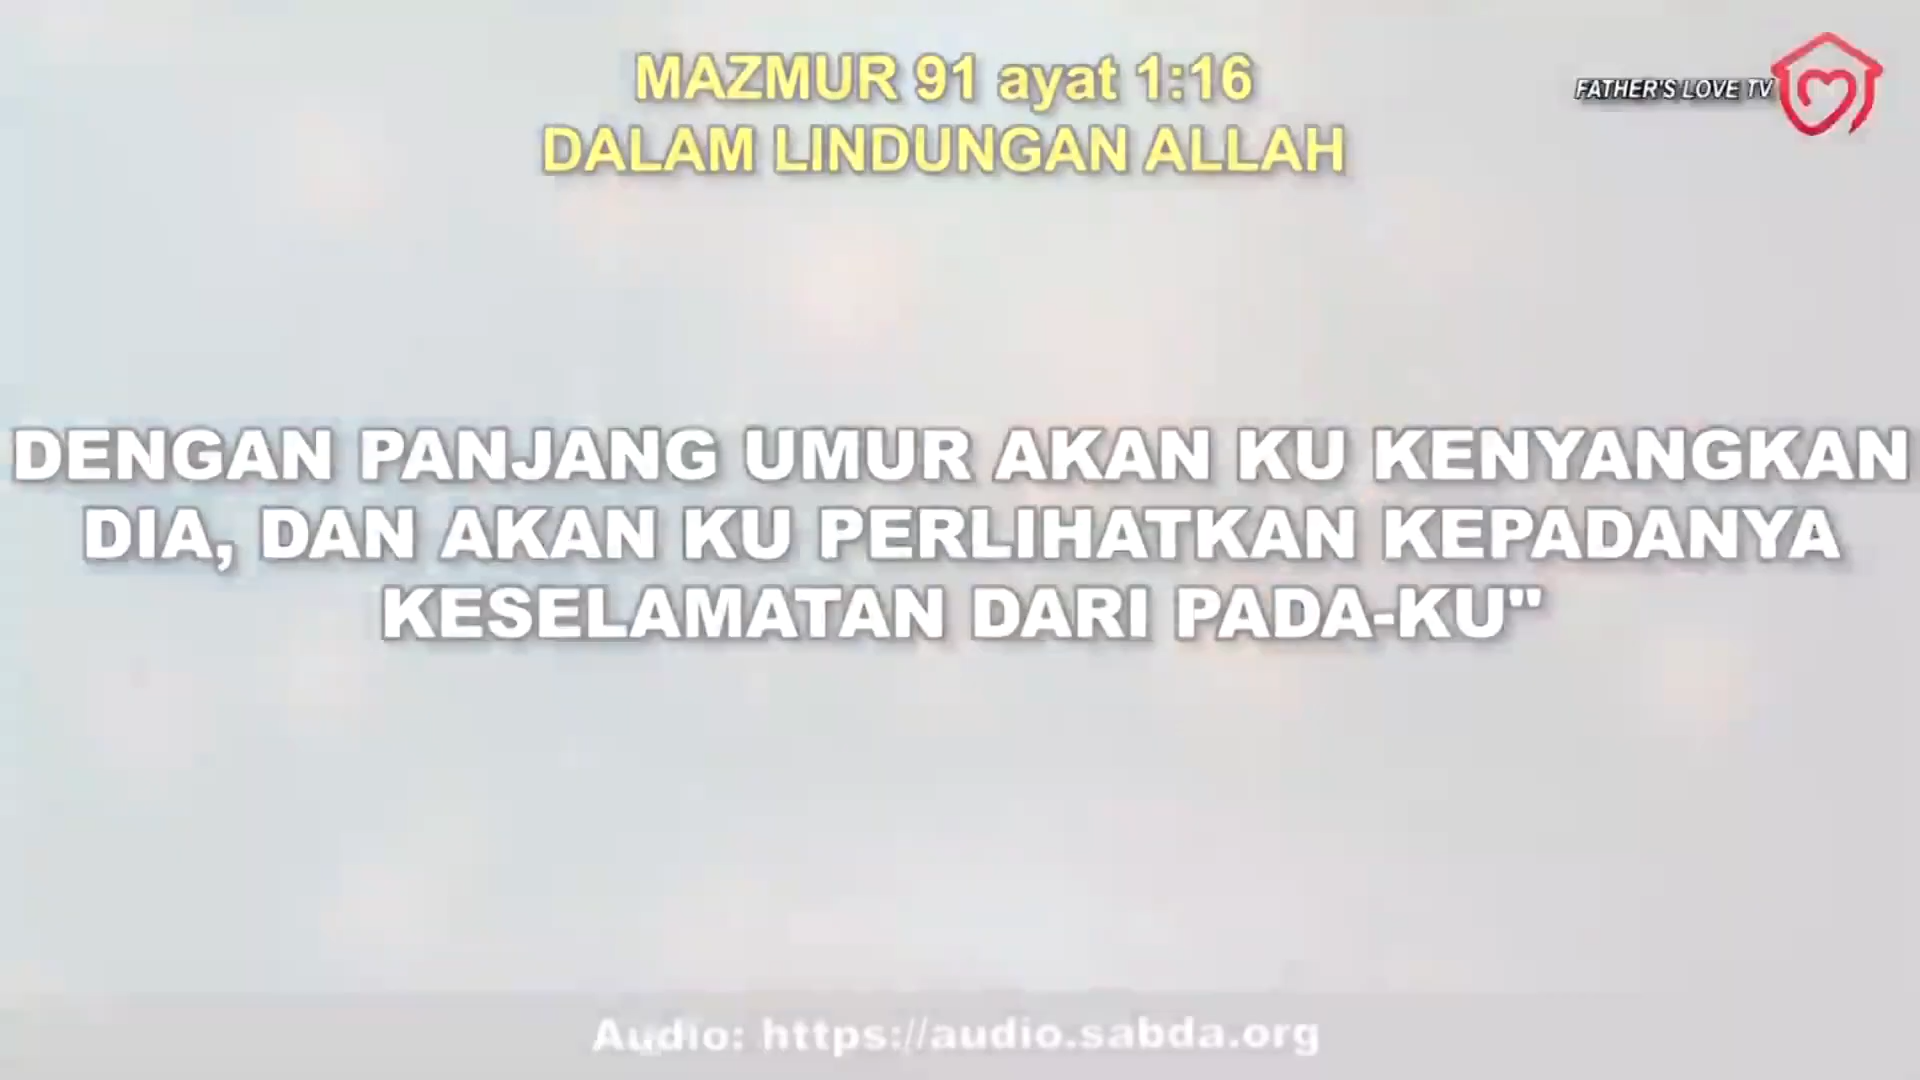 MAZMUR 91 ayat 1:16
DALAM LINDUNGAN ALLAH
FATHER'S LOVE TV
DENGAN PANJANG UMUR AKAN KU KENYANGKAN
DIA, DAN AKAN KU PERLIHATKAN KEPADANYA
KESELAMATAN DARI PADA-KU"
Audio: https://audio.sabda.org